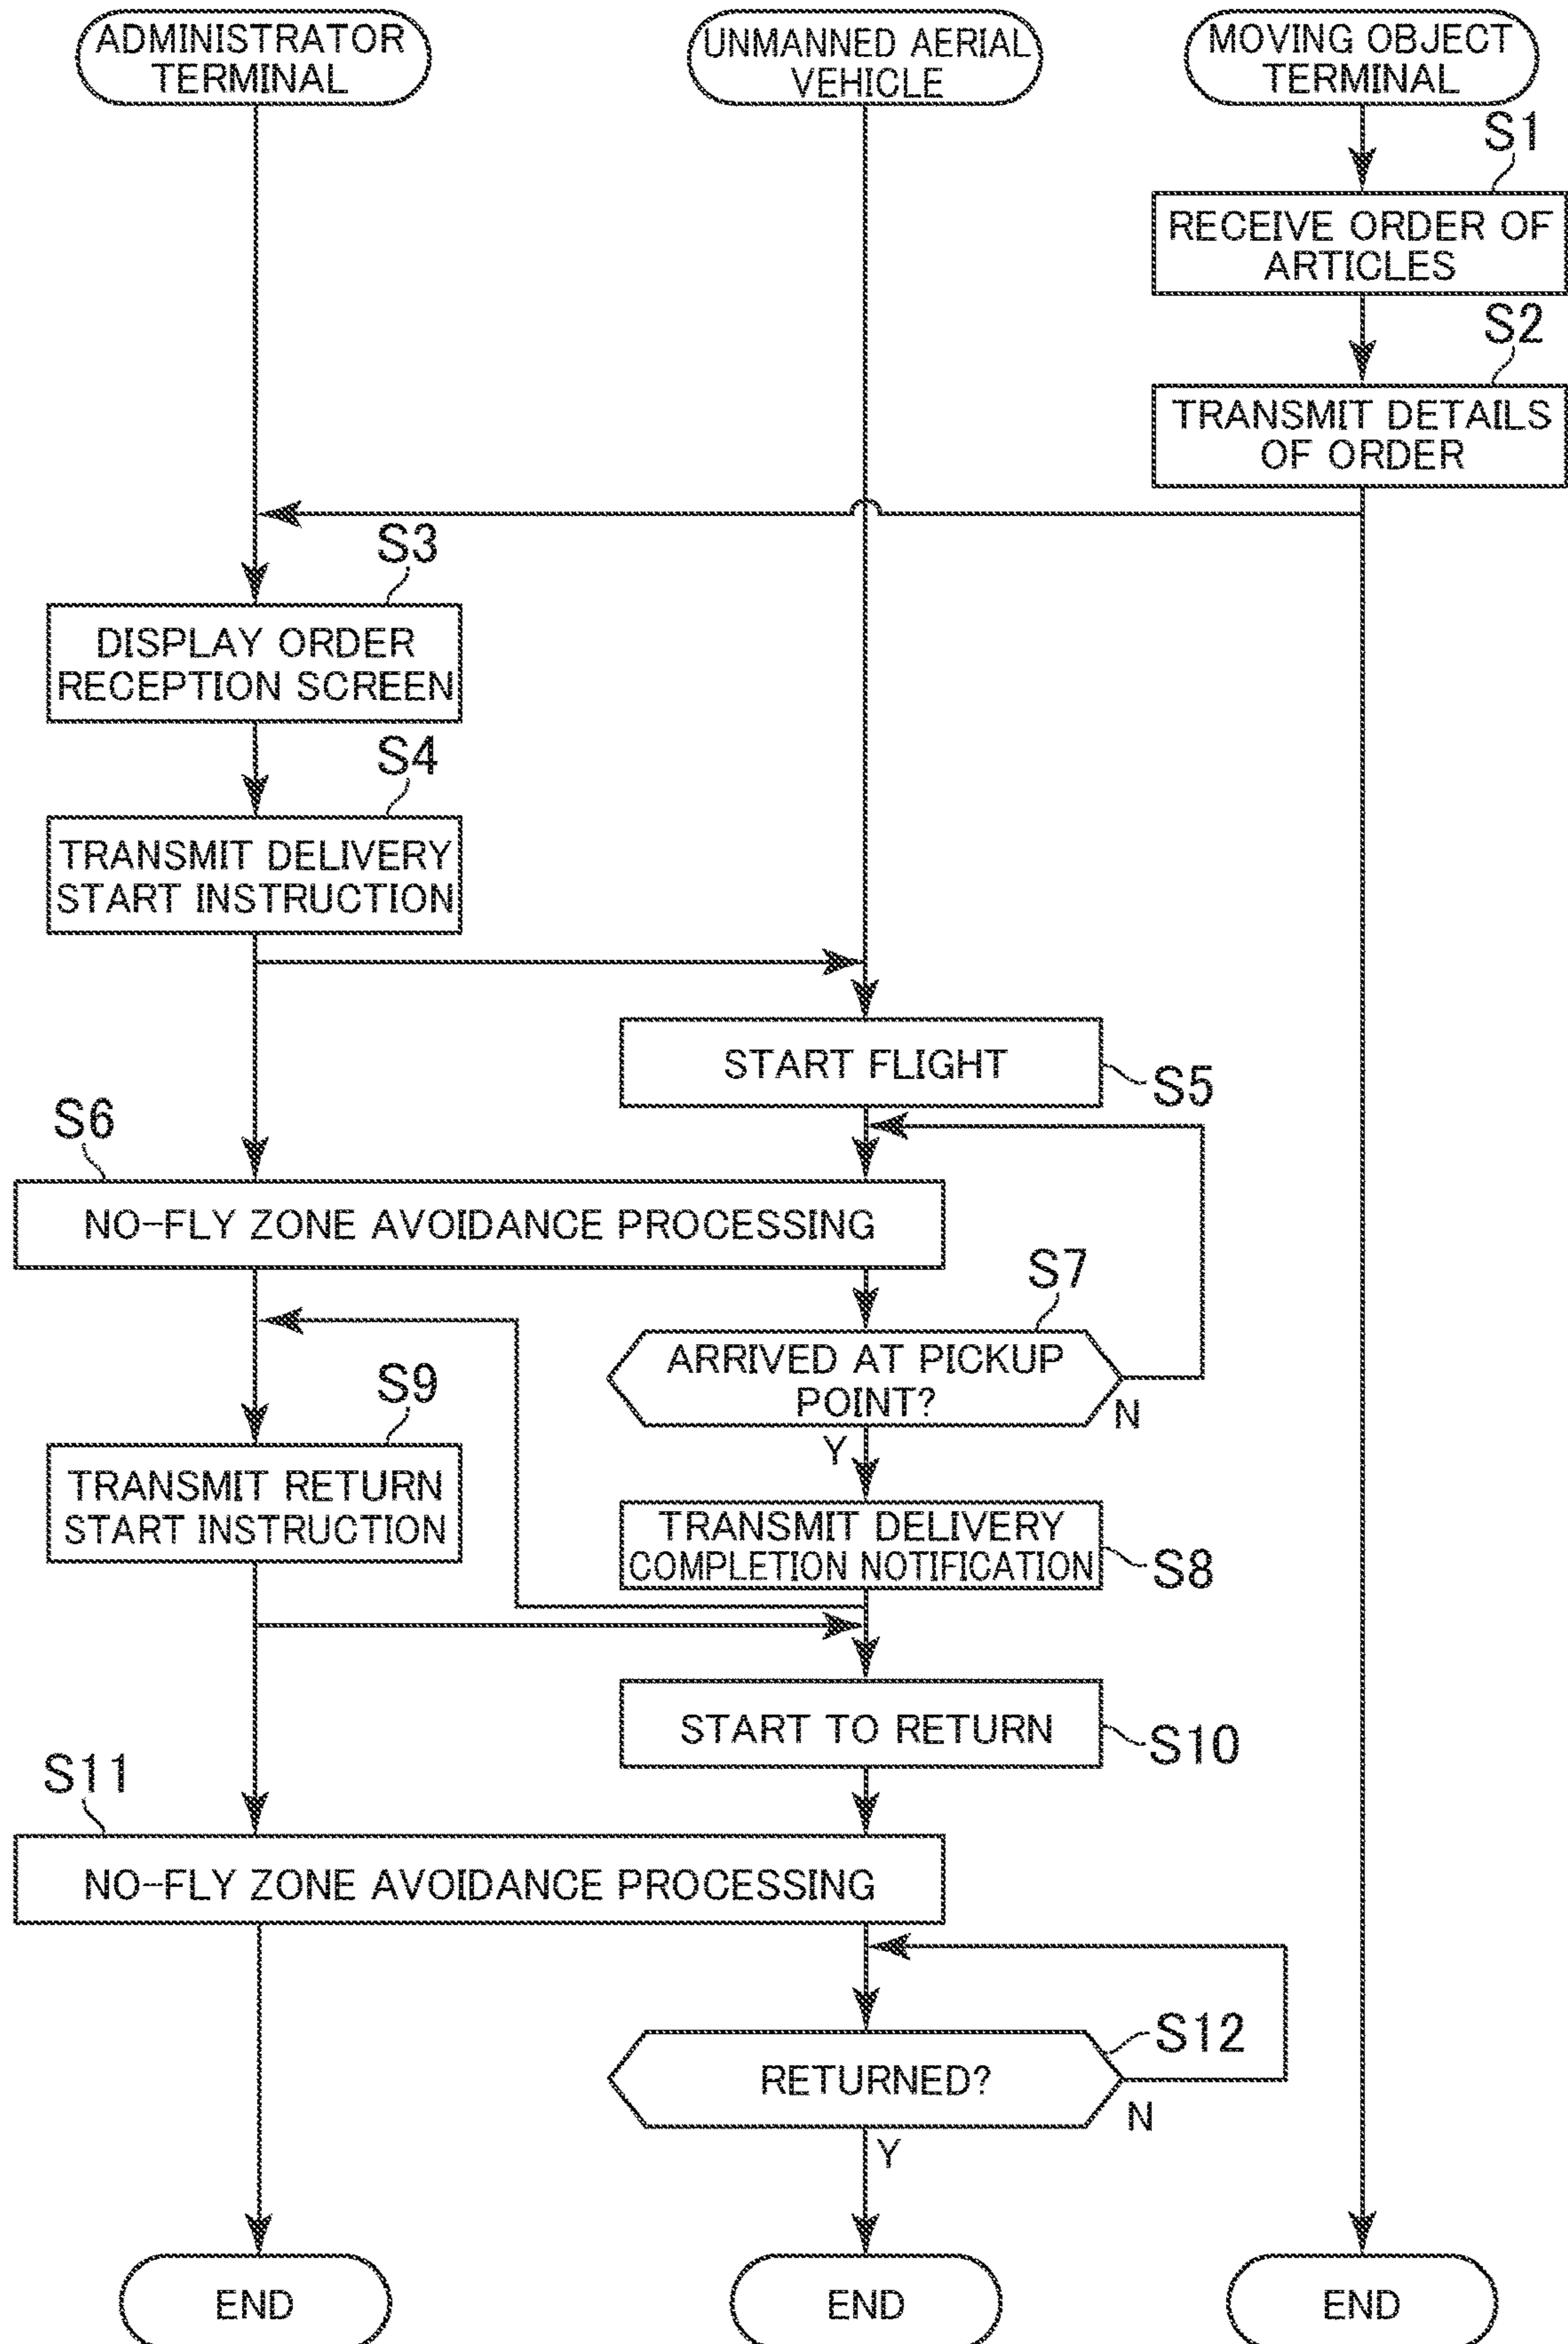 ADMINISTRATOR
TERMINAL
UNMANNED AERIAL
VEHICLE
MOVING OBJECT
TERMINAL
S1
RECEIVE ORDER OF
ARTICLES
S2
TRANSMIT DETAILS
OF ORDER
S3
DISPLAY ORDER
RECEPTION SCREEN
S4
TRANSMIT DELIVERY
START INSTRUCTION
START FLIGHT
S5
S6
NO-FLY ZONE AVOIDANCE PROCESSING
S7
ARRIVED AT PICKUP
POINT?
N
Y
S9
TRANSMIT RETURN
START INSTRUCTION
TRANSMIT DELIVERY
COMPLETION NOTIFICATION
S8
START TO RETURN
S10
S11
NO-FLY ZONE AVOIDANCE PROCESSING
S12
RETURNED?
N
Y
END
END
END